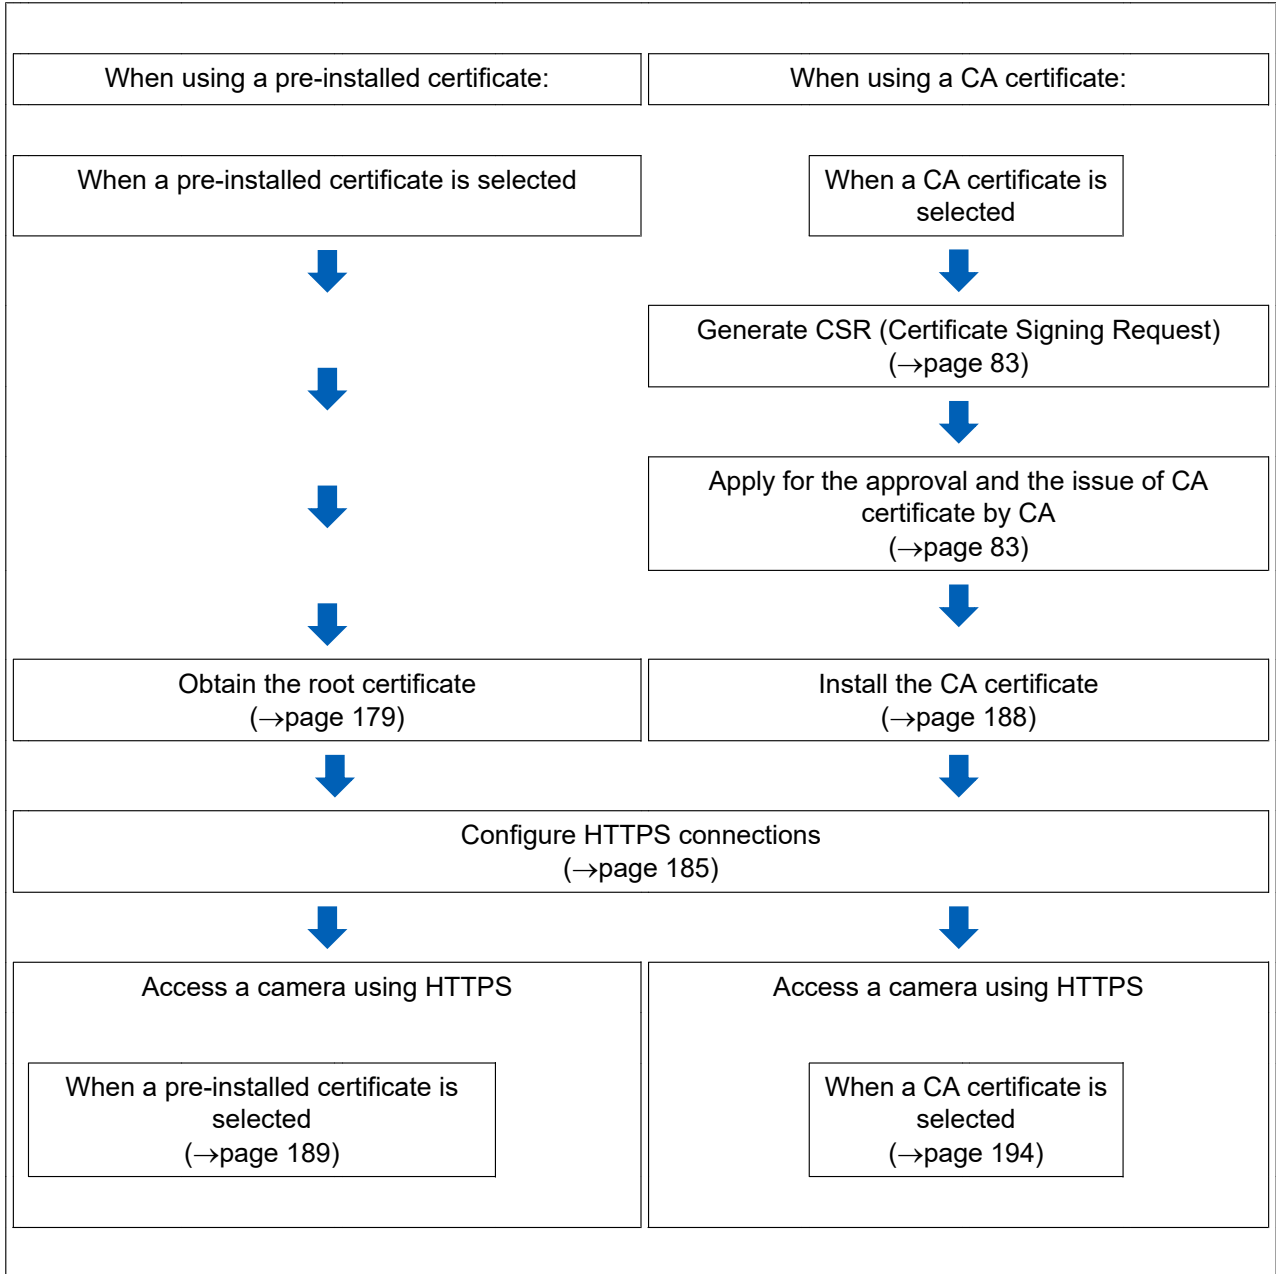 When using a pre-installed certificate:
When using a CA certificate:
When a pre-installed certificate is selected
When a CA certificate is
selected
Generate CSR (Certificate Signing Request)
(→page 83)
Apply for the approval and the issue of CA
certificate by CA
(→page 83)
Obtain the root certificate
(→page 179)
Install the CA certificate
(→page 188)
Configure HTTPS connections
(→page 185)
Access a camera using HTTPS
When a pre-installed certificate is
selected
(→page 189)
Access a camera using HTTPS
When a CA certificate is
selected
(→page 194)